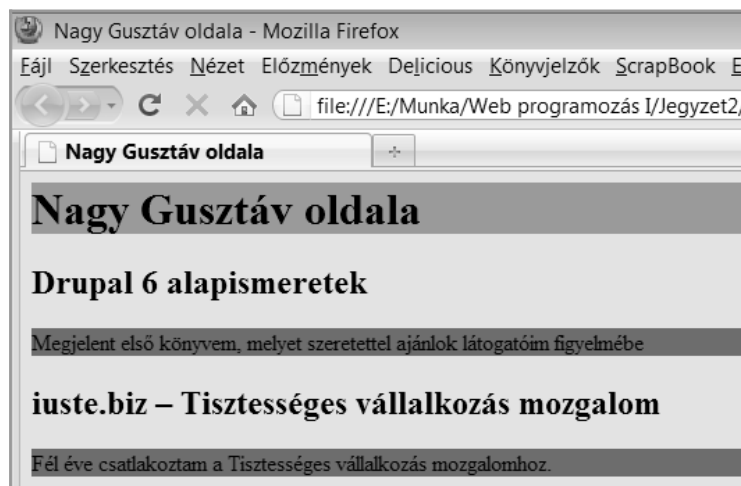 Nagy Gusztáv oldala - Mozilla Firefox
Fájl Szerkesztés Nézet Előzmények Delicious Könyvjelzők ScrapBook E
file:///E:/Munka/Web programozás I/Jegyzet2/
Nagy Gusztáv oldala
Nagy Gusztáv oldala
Drupal 6 alapismeretek
Megjelent első könyvem, melyet szeretettel ajánlok látogatóim figyelmébe
iuste.biz – Tisztességes vállalkozás mozgalom
Fél éve csatlakoztam a Tisztességes vállalkozás mozgalomhoz.